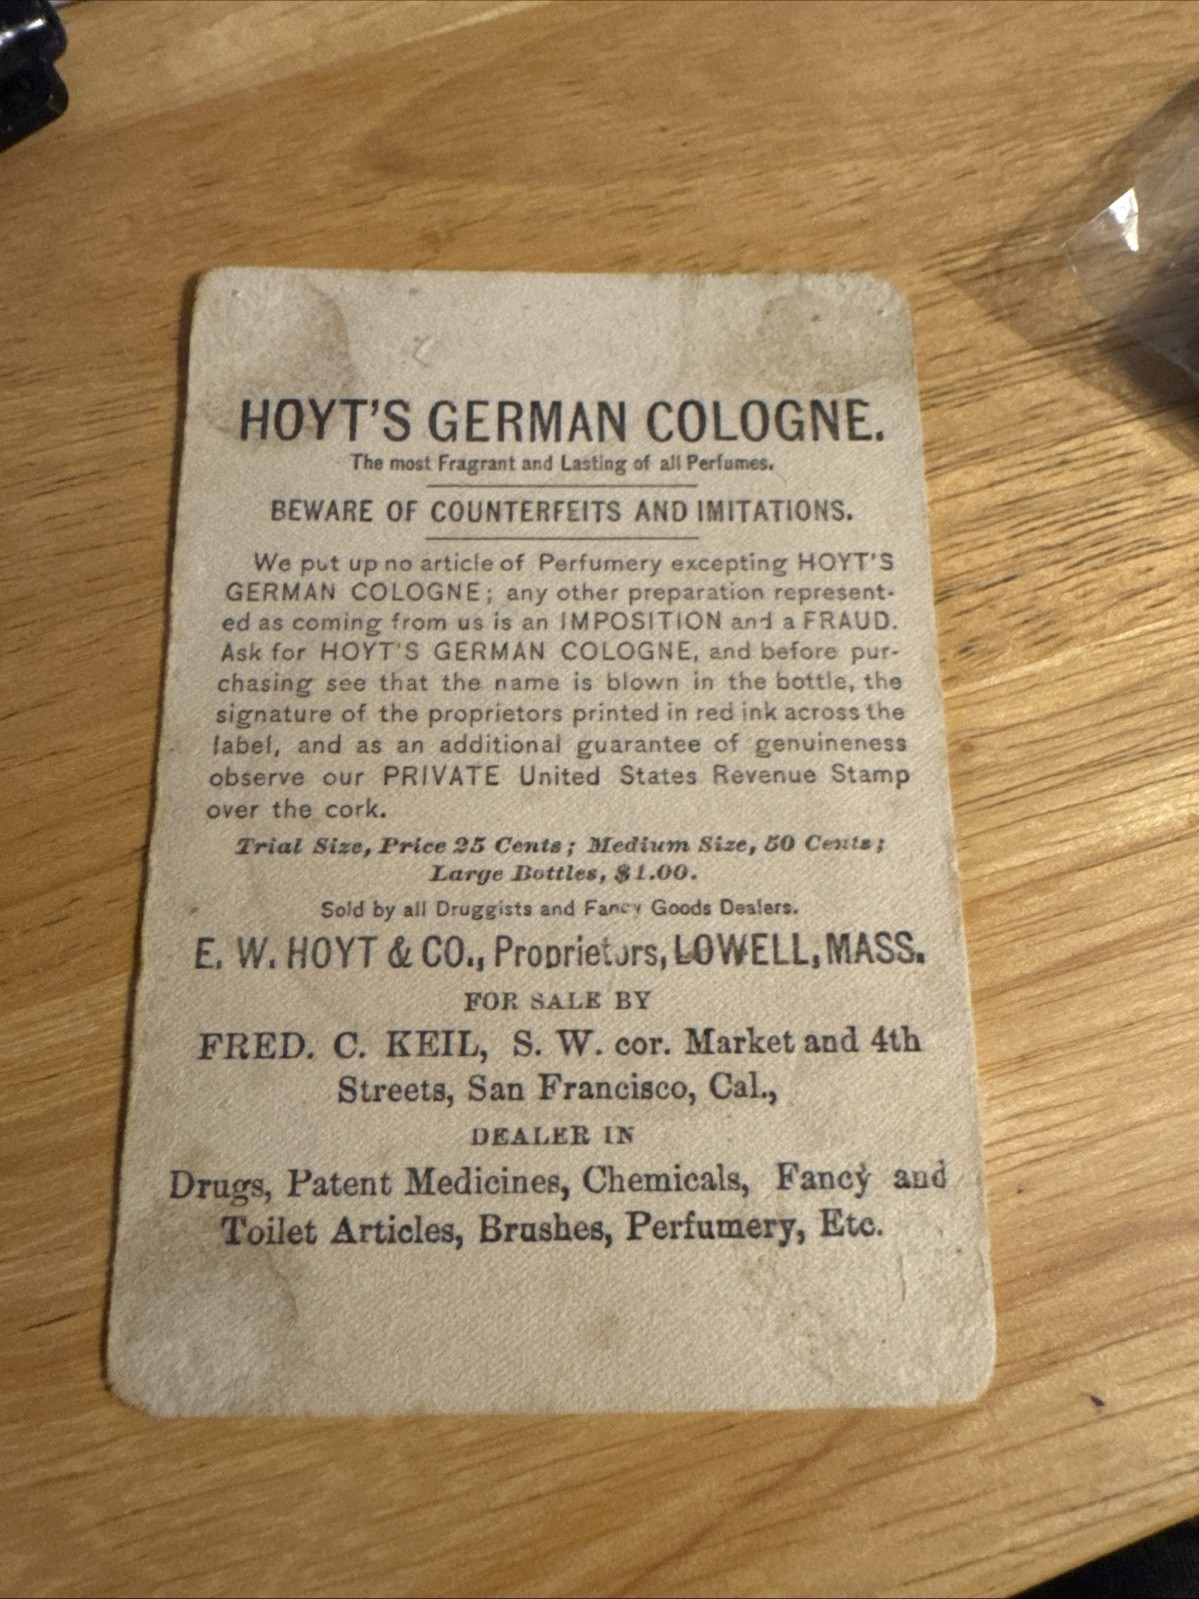 HOYT'S GERMAN COLOGNE.
The most Fragrant and Lasting of all Perfumes.
BEWARE OF COUNTERFEITS AND IMITATIONS.
We put up no article of Perfumery excepting HOYT'S
GERMAN COLOGNE; any other preparation represent-
ed as coming from us is an IMPOSITION and a FRAUD.
Ask for HOYT'S GERMAN COLOGNE, and before pur-
chasing see that the name is blown in the bottle, the
signature of the proprietors printed in red ink across the
label, and as an additional guarantee of genuineness
observe our PRIVATE United States Revenue Stamp
over the cork.
Trial Size, Price 25 Cents; Medium Size, 50 Cents;
Large Bottles, $1.00.
Sold by all Druggists and Fancy Goods Dealers.
E. W. HOYT & CO., Proprietors, LOWELL, MASS.
FOR SALE BY
FRED. C. KEIL, S. W. cor. Market and 4th
Streets, San Francisco, Cal.,
DEALER IN
Drugs, Patent Medicines, Chemicals, Fancy and
Toilet Articles, Brushes, Perfumery, Etc.